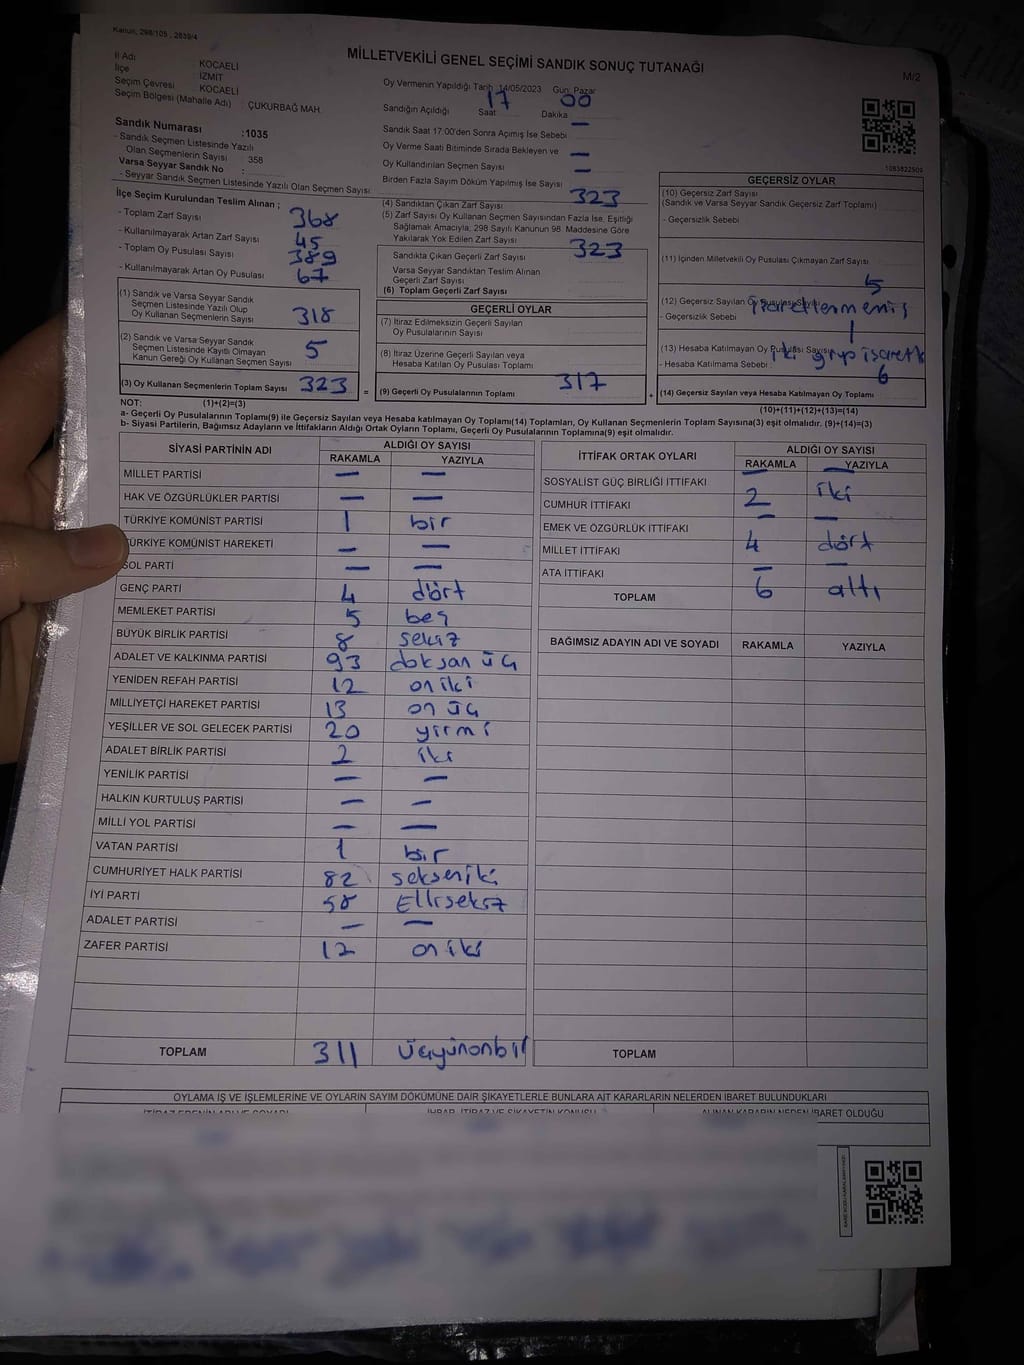 Kanun, 298/105 , 2839/4
MİLLETVEKİLİ GENEL SEÇİMİ SANDIK SONUÇ TUTANAĞI
M/2
İl Adı KOCAELİ
İlçe İZMİT
Seçim Çevresi KOCAELİ
Seçim Bölgesi (Mahalle Adı) : ÇUKURBAĞ MAH.
Sandık Numarası :1035
- Sandık Seçmen Listesinde Yazılı
Olan Seçmenlerin Sayısı : 358
Varsa Seyyar Sandık No :
- Seyyar Sandık Seçmen Listesinde Yazılı Olan Seçmen Sayısı
Oy Vermenin Yapıldığı Tarih :14/05/2023 Gün: Pazar
Sandığın Açıldığı Saat 17 Dakika 00
Sandık Saat 17:00'den Sonra Açımış İse Sebebi —
Oy Verme Saati Bitiminde Sırada Bekleyen ve
Oy Kullandırılan Seçmen Sayısı —
Birden Fazla Sayım Döküm Yapılmış İse Sayısı —
1083822509
İlçe Seçim Kurulundan Teslim Alınan ;
- Toplam Zarf Sayısı 368
- Kullanılmayarak Artan Zarf Sayısı 45
- Toplam Oy Pusulası Sayısı 389
- Kullanılmayarak Artan Oy Pusulası 67
(1) Sandık ve Varsa Seyyar Sandık
Seçmen Listesinde Yazılı Olup
Oy Kullanan Seçmenlerin Sayısı 318
(2) Sandık ve Varsa Seyyar Sandık
Seçmen Listesinde Kayıtlı Olmayan
Kanun Gereği Oy Kullanan Seçmen Sayısı 5
(3) Oy Kullanan Seçmenlerin Toplam Sayısı 323 =
(4) Sandıktan Çıkan Zarf Sayısı 323
(5) Zarf Sayısı Oy Kullanan Seçmen Sayısından Fazla İse, Eşitliği
Sağlamak Amacıyla, 298 Sayılı Kanunun 98. Maddesine Göre
Yakılarak Yok Edilen Zarf Sayısı
Sandıkta Çıkan Geçerli Zarf Sayısı 323
Varsa Seyyar Sandıktan Teslim Alınan
Geçerli Zarf Sayısı
(6) Toplam Geçerli Zarf Sayısı
GEÇERLİ OYLAR
(7) İtiraz Edilmeksizin Geçerli Sayılan
Oy Pusulalarının Sayısı
(8) İtiraz Üzerine Geçerli Sayılan veya
Hesaba Katılan Oy Pusulası Toplamı
(9) Geçerli Oy Pusulalarının Toplamı 317 +
GEÇERSİZ OYLAR
(10) Geçersiz Zarf Sayısı
(Sandık ve Varsa Seyyar Sandık Geçersiz Zarf Toplamı)
- Geçersizlik Sebebi
(11) İçinden Milletvekili Oy Pusulası Çıkmayan Zarf Sayısı
5
(12) Geçersiz Sayılan Oy Pusulası Sayısı
- Geçersizlik Sebebi işaretlenmemiş
1
(13) Hesaba Katılmayan Oy Pusulası Sayısı
- Hesaba Katılmama Sebebi iki grup işaretli
6
(14) Geçersiz Sayılan veya Hesaba Katılmayan Oy Toplamı
NOT: (1)+(2)=(3) (10)+(11)+(12)+(13)=(14)
a- Geçerli Oy Pusulalarının Toplamı(9) ile Geçersiz Sayılan veya Hesaba katılmayan Oy Toplamı(14) Toplamları, Oy Kullanan Seçmenlerin Toplam Sayısına(3) eşit olmalıdır. (9)+(14)=(3)
b- Siyasi Partilerin, Bağımsız Adayların ve İttifakların Aldığı Ortak Oyların Toplamı, Geçerli Oy Pusulalarının Toplamına(9) eşit olmalıdır.
SİYASİ PARTİNİN ADI ALDIĞI OY SAYISI
RAKAMLA YAZIYLA
MİLLET PARTİSİ — —
HAK VE ÖZGÜRLÜKLER PARTİSİ — —
TÜRKİYE KOMÜNİST PARTİSİ 1 bir
TÜRKİYE KOMÜNİST HAREKETİ — —
SOL PARTİ — —
GENÇ PARTİ 4 dört
MEMLEKET PARTİSİ 5 beş
BÜYÜK BİRLİK PARTİSİ 8 sekiz
ADALET VE KALKINMA PARTİSİ 93 doksan üç
YENİDEN REFAH PARTİSİ 12 on iki
MİLLİYETÇİ HAREKET PARTİSİ 13 on üç
YEŞİLLER VE SOL GELECEK PARTİSİ 20 yirmi
ADALET BİRLİK PARTİSİ 2 iki
YENİLİK PARTİSİ — —
HALKIN KURTULUŞ PARTİSİ — —
MİLLİ YOL PARTİSİ — —
VATAN PARTİSİ 1 bir
CUMHURİYET HALK PARTİSİ 82 sekseniki
İYİ PARTİ 58 Ellisekiz
ADALET PARTİSİ — —
ZAFER PARTİSİ 12 on iki
TOPLAM 311 üçyüzonbir
İTTİFAK ORTAK OYLARI ALDIĞI OY SAYISI
RAKAMLA YAZIYLA
SOSYALİST GÜÇ BİRLİĞİ İTTİFAKI — —
CUMHUR İTTİFAKI 2 iki
EMEK VE ÖZGÜRLÜK İTTİFAKI — —
MİLLET İTTİFAKI 4 dört
ATA İTTİFAKI — —
TOPLAM 6 altı
BAĞIMSIZ ADAYIN ADI VE SOYADI RAKAMLA YAZIYLA
TOPLAM
OYLAMA İŞ VE İŞLEMLERİNE VE OYLARIN SAYIM DÖKÜMÜNE DAİR ŞİKAYETLERLE BUNLARA AİT KARARLARIN NELERDEN İBARET BULUNDUKLARI
İTİRAZ EDENİN ADI VE SOYADI İHBAR, İTİRAZ VE ŞİKAYETİN KONUSU ALINAN KARARIN NEDEN İBARET OLDUĞU